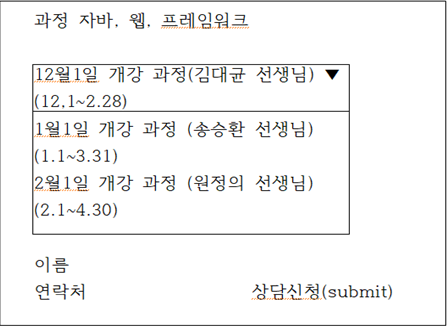 과정 자바, 웹, 프레임워크
12월1일 개강 과정(김대균 선생님) ▼
(12.1~2.28)
1월1일 개강 과정 (송승환 선생님)
(1.1~3.31)
2월1일 개강 과정 (원정의 선생님)
(2.1~4.30)
이름
연락처 상담신청(submit)